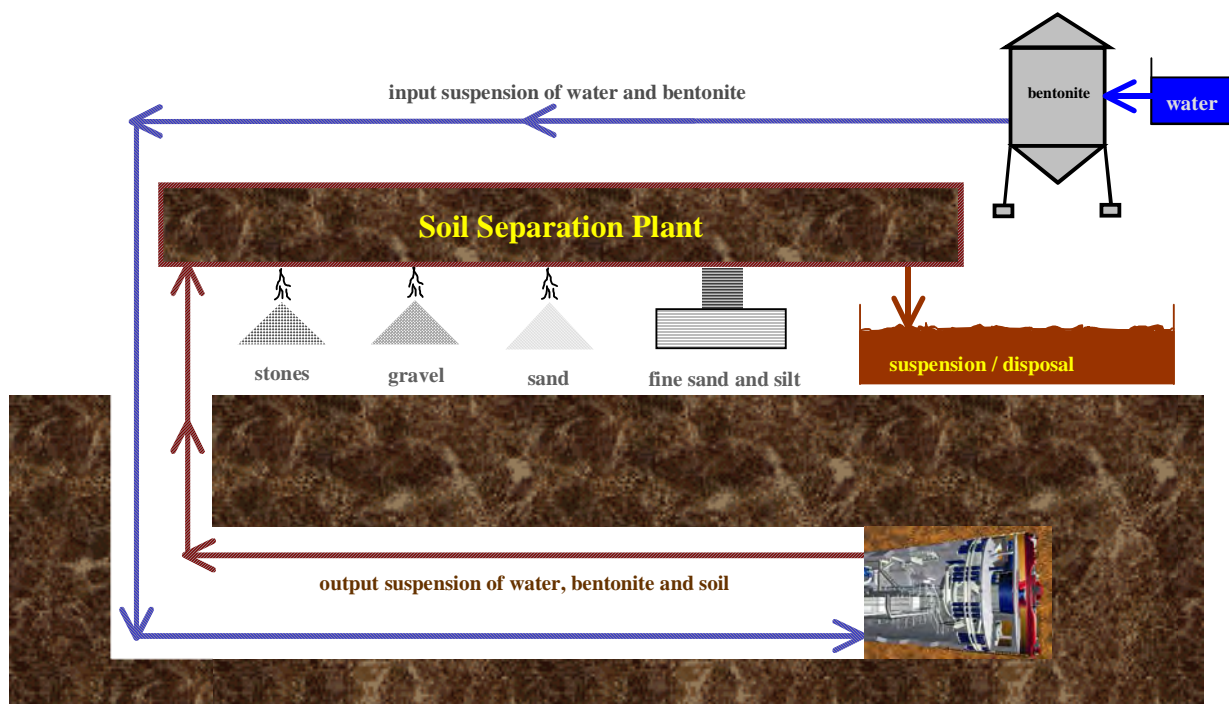 input suspension of water and bentonite
bentonite
water
Soil Separation Plant
stones
gravel
sand
fine sand and silt
suspension / disposal
output suspension of water, bentonite and soil